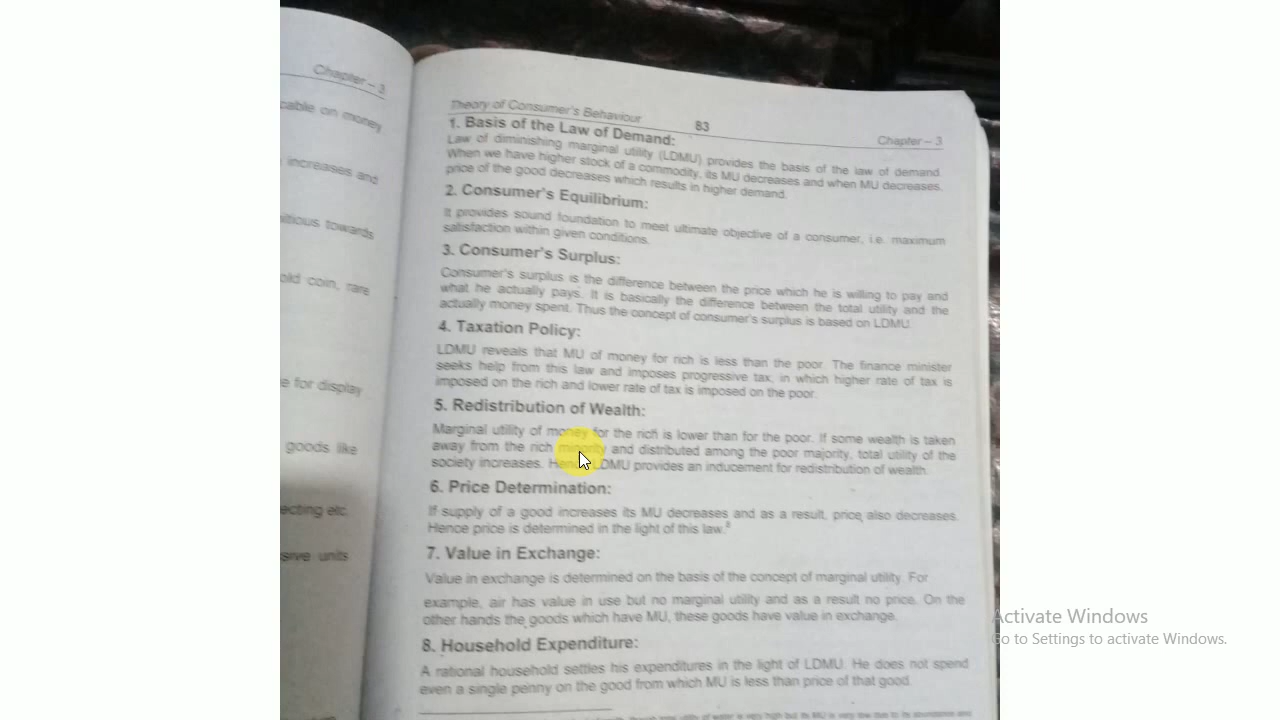 Chapter – 3
cable on money
increases and
towards
old coin, rare
e for display
goods like
ecting etc
sive units
Theory of Consumer's Behaviour
83
Chapter – 3
1. Basis of the Law of Demand:
Law of diminishing marginal utility (LDMU) provides the basis of the law of demand.
When we have higher stock of a commodity, its MU decreases and when MU decreases,
price of the good decreases which results in higher demand.
2. Consumer's Equilibrium:
It provides sound foundation to meet ultimate objective of a consumer, i.e. maximum
satisfaction within given conditions.
3. Consumer's Surplus:
Consumer's surplus is the difference between the price which he is willing to pay and
what he actually pays. It is basically the difference between the total utility and the
actually money spent. Thus the concept of consumer's surplus is based on LDMU.
4. Taxation Policy:
LDMU reveals that MU of money for rich is less than the poor. The finance minister
seeks help from this law and imposes progressive tax, in which higher rate of tax is
imposed on the rich and lower rate of tax is imposed on the poor.
5. Redistribution of Wealth:
Marginal utility of money for the rich is lower than for the poor. If some wealth is taken
away from the rich minority and distributed among the poor majority, total utility of the
society increases. Hence LDMU provides an inducement for redistribution of wealth.
6. Price Determination:
If supply of a good increases its MU decreases and as a result, price also decreases.
Hence price is determined in the light of this law.
7. Value in Exchange:
Value in exchange is determined on the basis of the concept of marginal utility. For
example, air has value in use but no marginal utility and as a result no price. On the
other hands the goods which have MU, these goods have value in exchange.
8. Household Expenditure:
A rational household settles his expenditures in the light of LDMU. He does not spend
even a single penny on the good from which MU is less than price of that good.
Activate Windows
Go to Settings to activate Windows.